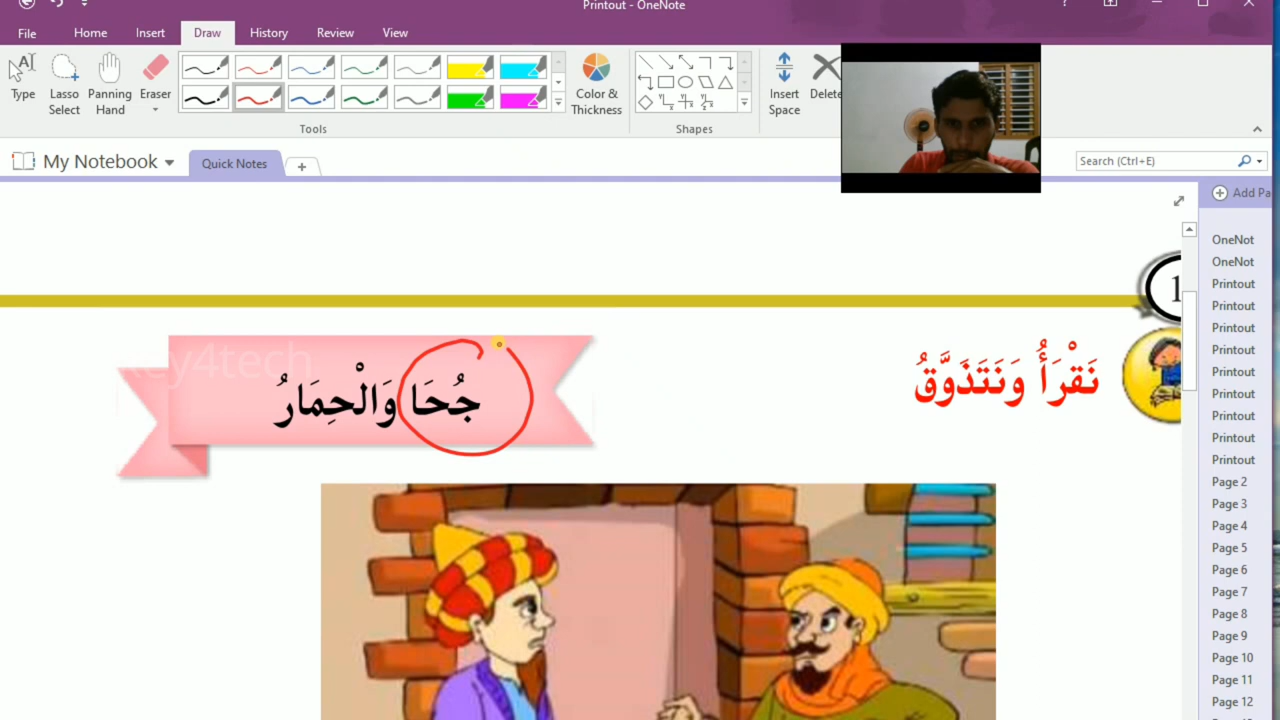 Printout - OneNote
?
File
Home
Insert
Draw
History
Review
View
Type
Lasso
Select
Panning
Hand
Eraser
Color &
Thickness
Insert
Space
Delete
Tools
Shapes
My Notebook
Quick Notes
Search (Ctrl+E)
Add Pa
OneNot
OneNot
Printout
Printout
Printout
Printout
Printout
Printout
Printout
Printout
Printout
Page 2
Page 3
Page 4
Page 5
Page 6
Page 7
Page 8
Page 9
Page 10
Page 11
Page 12
1
نَقْرَأُ وَنَتَذَوَّقُ
key4tech
جُحَا وَالْحِمَارُ